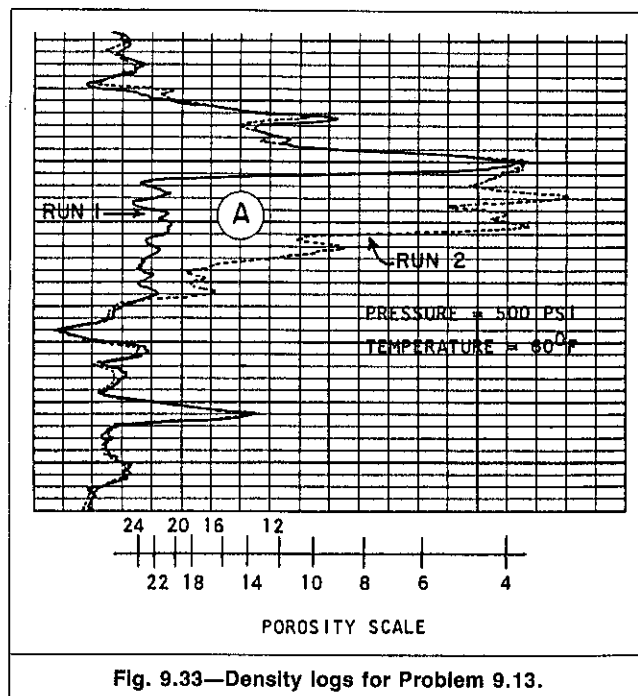 RUN 1
A
RUN 2
PRESSURE = 500 PSI
TEMPERATURE = 60°F
24 20 16 12
22 18 14 10 8 6 4
POROSITY SCALE
Fig. 9.33—Density logs for Problem 9.13.